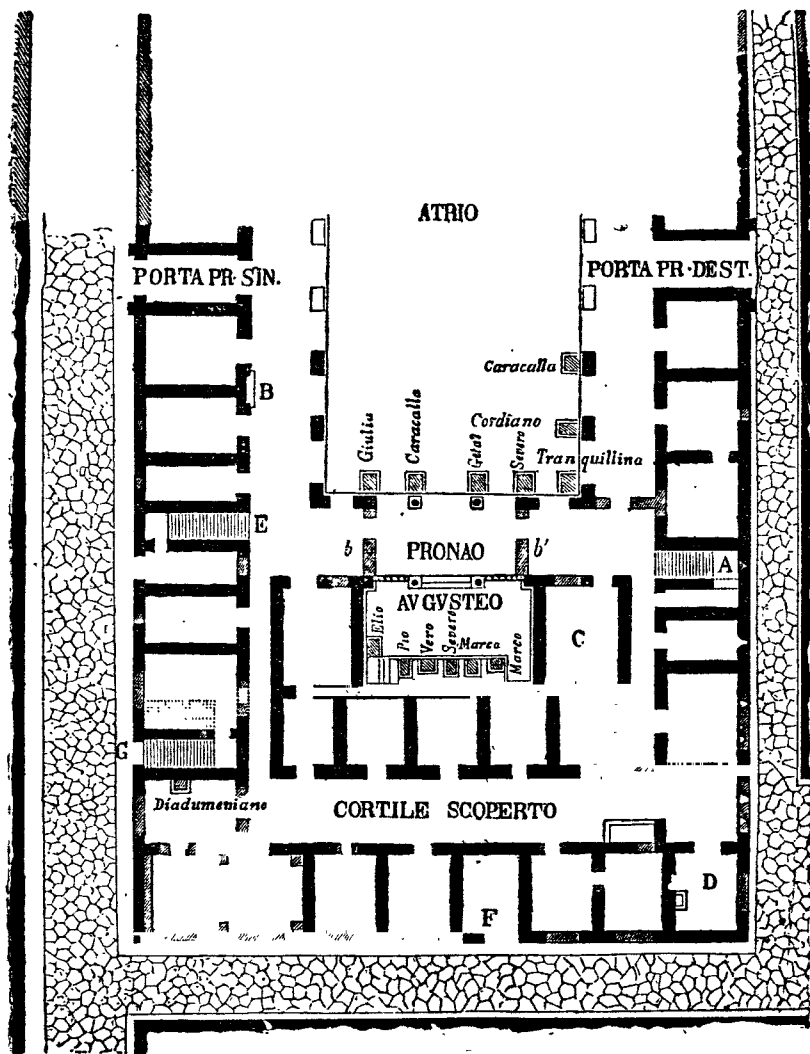 ATRIO
PORTA PR. SIN.
PORTA PR. DEST.
B
Caracalla
Giulia
Caracalla
Geta?
Severo
Cordiano
Tranquillina
E
b
PRONAO
b'
A
AVGVSTEO
Elio
Pio
Vero
Severo
Marco
Marco
C
G
Diadumeniano
CORTILE SCOPERTO
D
F